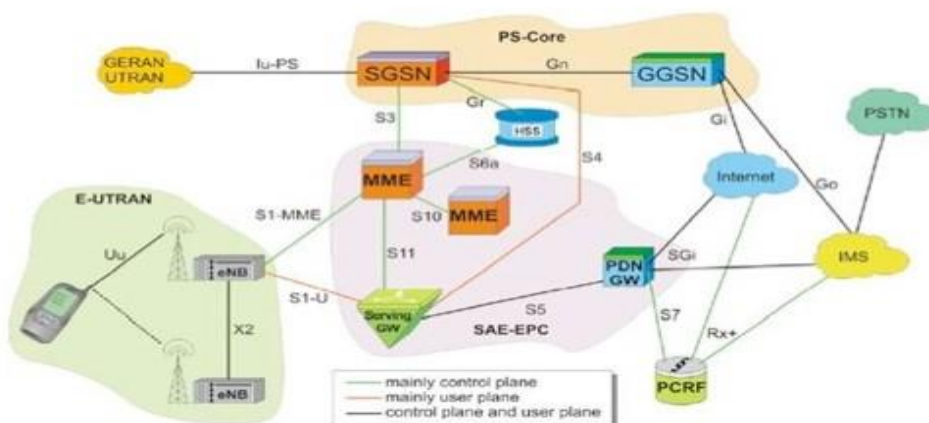 PS-Core
GERAN
UTRAN
Iu-PS
SGSN
Gn
GGSN
Gr
Gi
S3
HSS
PSTN
S4
S6a
Internet
MME
Go
E-UTRAN
S1-MME
S10
MME
Uu
S11
SGi
IMS
eNB
PDN
GW
S1-U
Serving
GW
S5
S7
X2
SAE-EPC
Rx+
mainly control plane
PCRF
eNB
mainly user plane
control plane and user plane